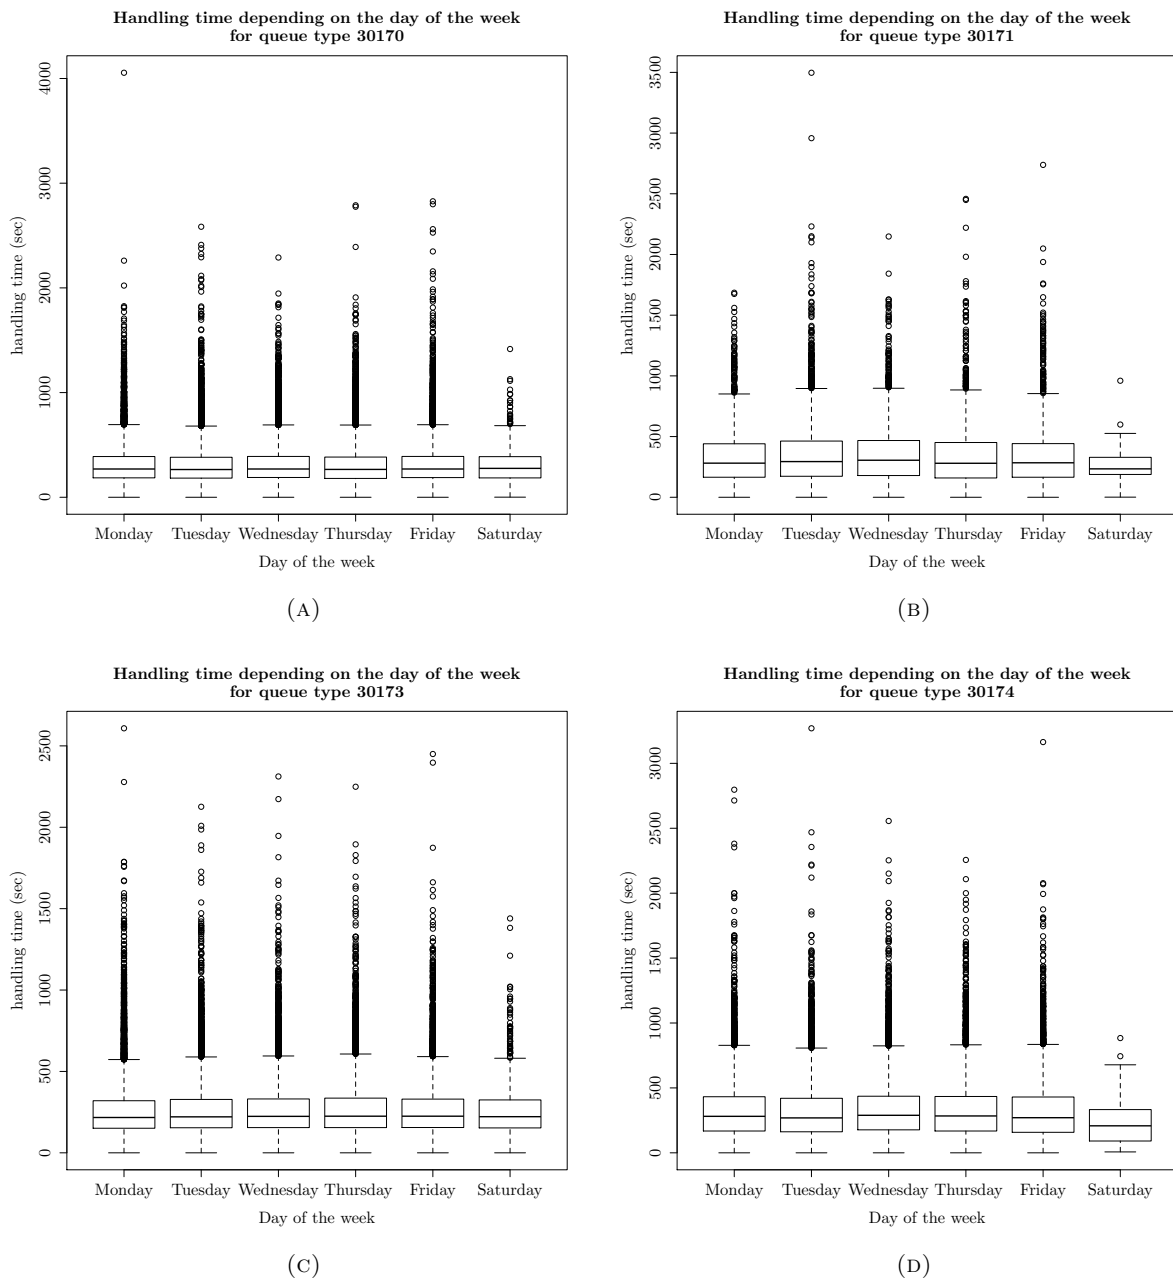 Handling time depending on the day of the week
for queue type 30170
handling time (sec)
4000
3000
2000
1000
0
Monday Tuesday Wednesday Thursday Friday Saturday
Day of the week
(A)
Handling time depending on the day of the week
for queue type 30171
handling time (sec)
3500
3000
2500
2000
1500
1000
500
0
Monday Tuesday Wednesday Thursday Friday Saturday
Day of the week
(B)
Handling time depending on the day of the week
for queue type 30173
handling time (sec)
2500
2000
1500
1000
500
0
Monday Tuesday Wednesday Thursday Friday Saturday
Day of the week
(C)
Handling time depending on the day of the week
for queue type 30174
handling time (sec)
3000
2500
2000
1500
1000
500
0
Monday Tuesday Wednesday Thursday Friday Saturday
Day of the week
(D)